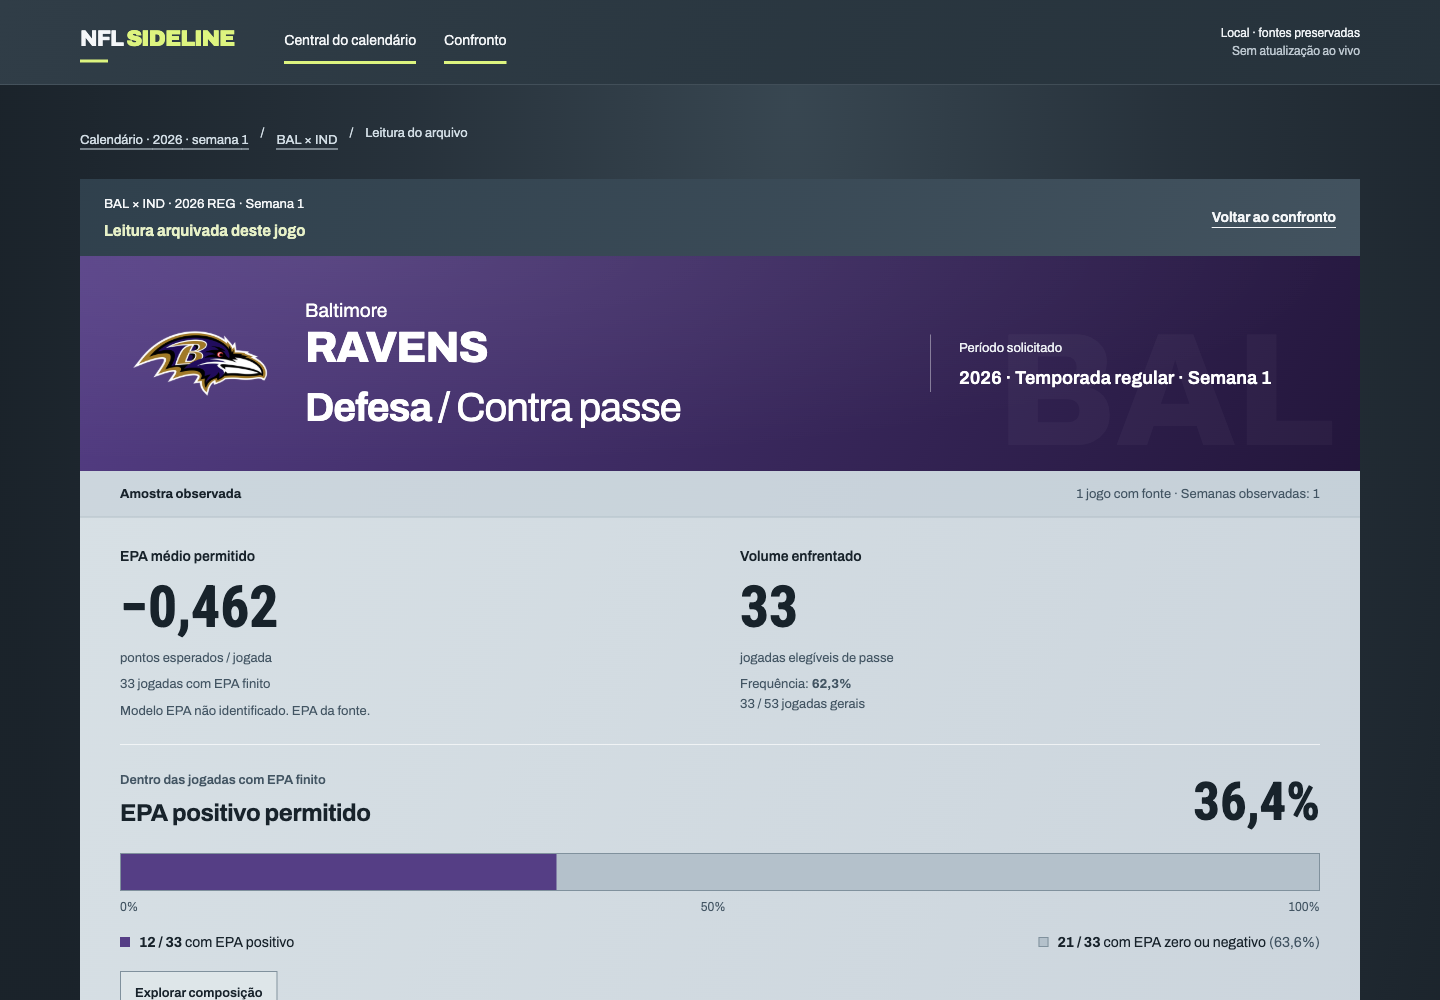 NFL SIDELINE
Central do calendário
Confronto
Local · fontes preservadas
Sem atualização ao vivo
Calendário · 2026 · semana 1 / BAL × IND / Leitura do arquivo
BAL × IND · 2026 REG · Semana 1
Leitura arquivada deste jogo
Voltar ao confronto
Baltimore
RAVENS
Defesa / Contra passe
B
BAL
Período solicitado
2026 · Temporada regular · Semana 1
Amostra observada
1 jogo com fonte · Semanas observadas: 1
EPA médio permitido
−0,462
pontos esperados / jogada
33 jogadas com EPA finito
Modelo EPA não identificado. EPA da fonte.
Volume enfrentado
33
jogadas elegíveis de passe
Frequência: 62,3%
33 / 53 jogadas gerais
Dentro das jogadas com EPA finito
EPA positivo permitido
36,4%
0%
50%
100%
12 / 33 com EPA positivo
21 / 33 com EPA zero ou negativo (63,6%)
Explorar composição